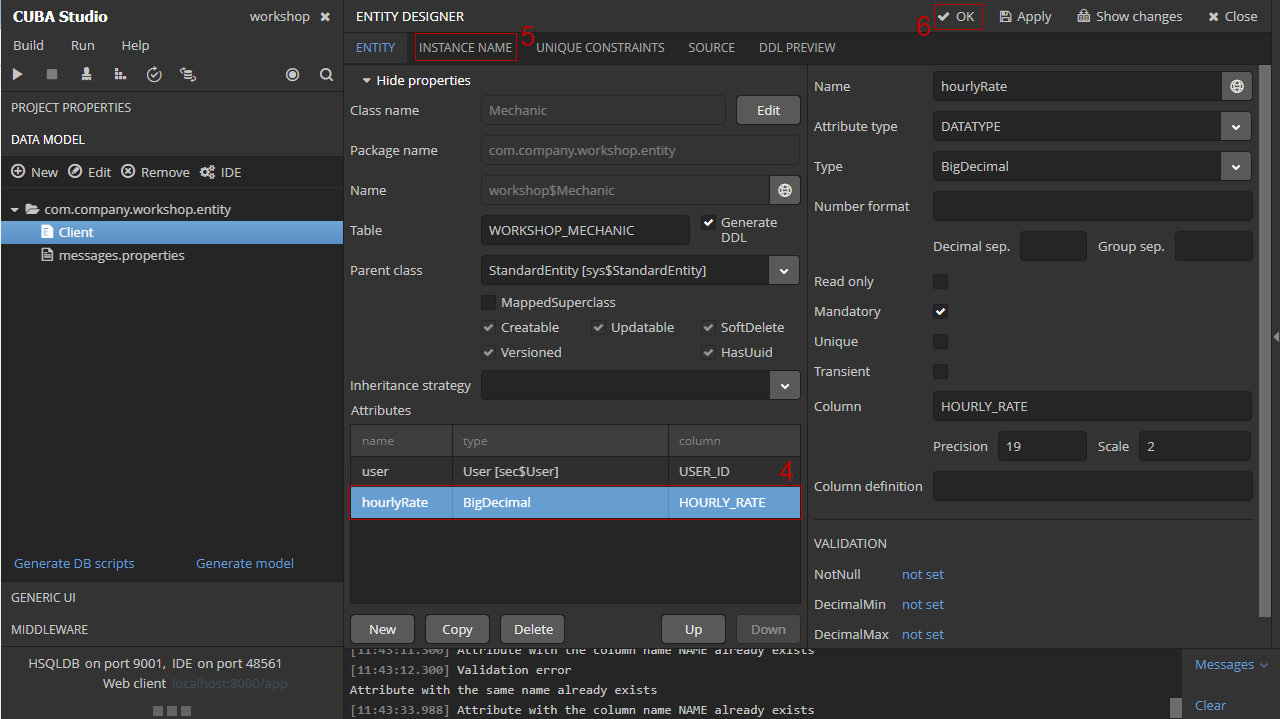 CUBA Studio
workshop
Build Run Help
PROJECT PROPERTIES
DATA MODEL
New Edit Remove IDE
com.company.workshop.entity
Client
messages.properties
Generate DB scripts Generate model
GENERIC UI
MIDDLEWARE
HSQLDB on port 9001, IDE on port 48561
Web client localhost:8080/app
ENTITY DESIGNER
6 OK Apply Show changes Close
ENTITY INSTANCE NAME 5 UNIQUE CONSTRAINTS SOURCE DDL PREVIEW
Hide properties
Class name Mechanic Edit
Package name com.company.workshop.entity
Name workshop$Mechanic
Table WORKSHOP_MECHANIC Generate
DDL
Parent class StandardEntity [sys$StandardEntity]
MappedSuperclass
Creatable Updatable SoftDelete
Versioned HasUuid
Inheritance strategy
Attributes
name type column
user User [sec$User] USER_ID 4
hourlyRate BigDecimal HOURLY_RATE
New Copy Delete Up Down
Name hourlyRate
Attribute type DATATYPE
Type BigDecimal
Number format
Decimal sep. Group sep.
Read only
Mandatory
Unique
Transient
Column HOURLY_RATE
Precision 19 Scale 2
Column definition
VALIDATION
NotNull not set
DecimalMin not set
DecimalMax not set
[11:43:11.300] Attribute with the column name NAME already exists
[11:43:12.300] Validation error
Attribute with the same name already exists
[11:43:33.988] Attribute with the column name NAME already exists
Messages
Clear